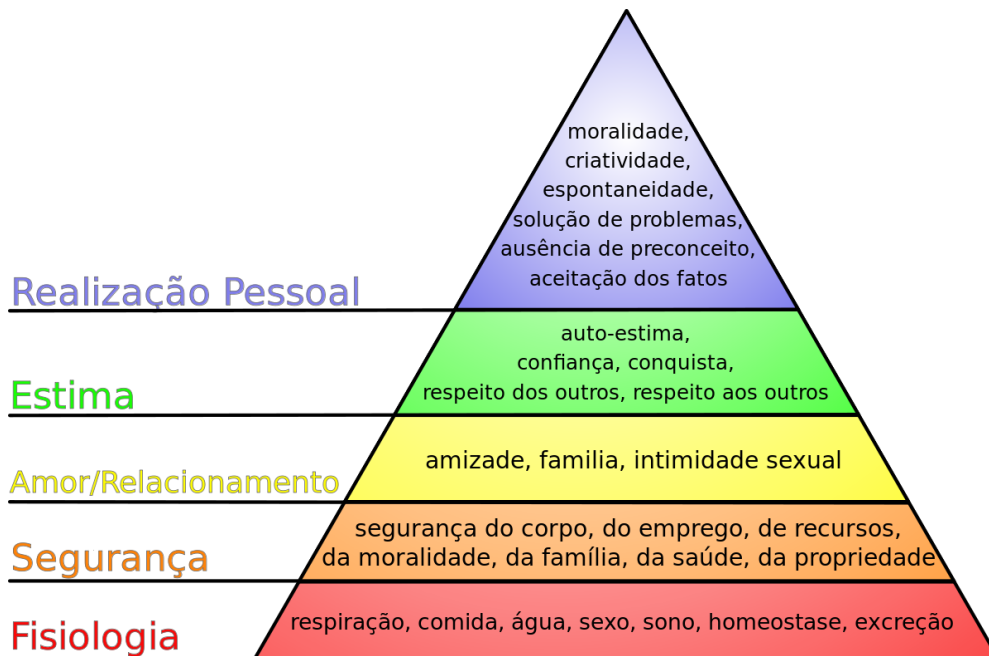 moralidade,
criatividade,
espontaneidade,
solução de problemas,
ausência de preconceito,
aceitação dos fatos
Realização Pessoal
auto-estima,
confiança, conquista,
respeito dos outros, respeito aos outros
Estima
amizade, familia, intimidade sexual
Amor/Relacionamento
segurança do corpo, do emprego, de recursos,
da moralidade, da família, da saúde, da propriedade
Segurança
respiração, comida, água, sexo, sono, homeostase, excreção
Fisiologia